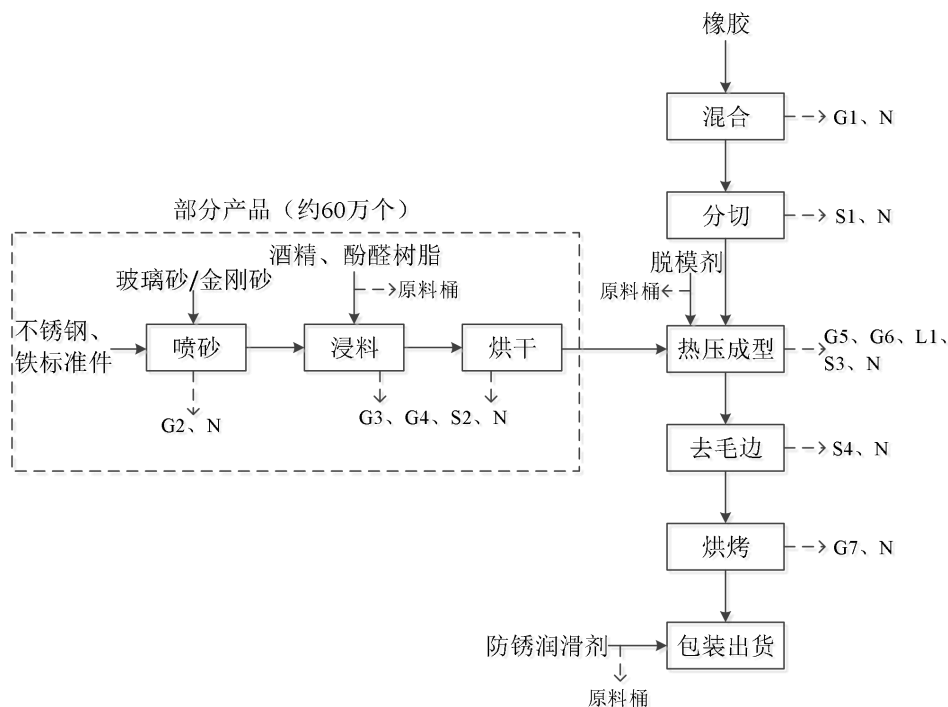 橡胶
混合
G1、N
部分产品（约60万个）
分切
S1、N
酒精、酚醛树脂
脱模剂
玻璃砂/金刚砂
原料桶
原料桶
不锈钢、
铁标准件
喷砂
浸料
烘干
热压成型
G5、G6、L1、
S3、N
G2、N
G3、G4、S2、N
去毛边
S4、N
烘烤
G7、N
防锈润滑剂
包装出货
原料桶